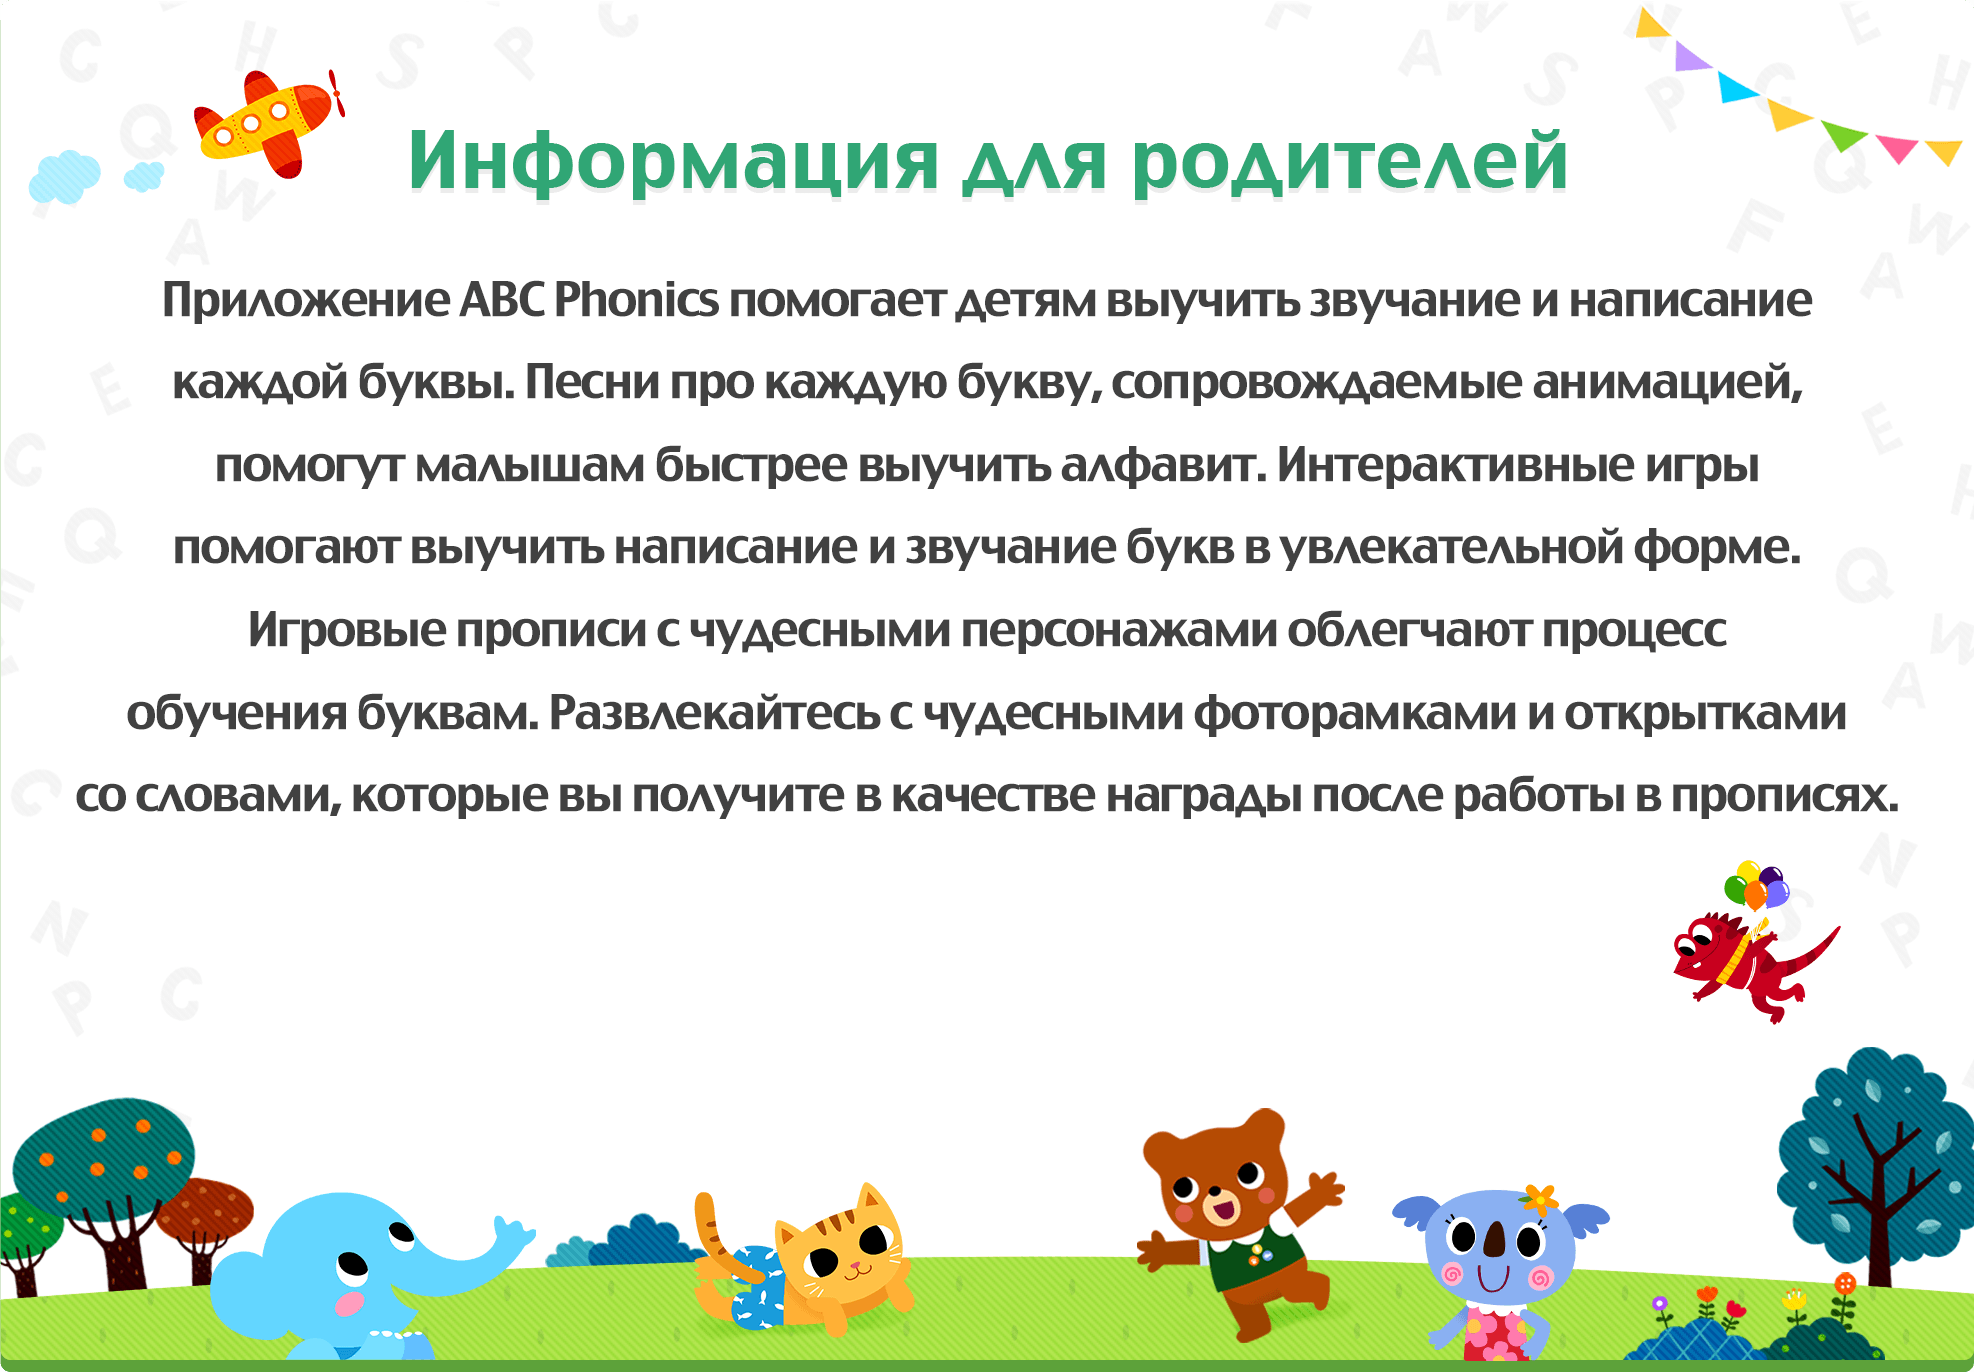 Информация для родителей
Приложение ABC Phonics помогает детям выучить звучание и написание
каждой буквы. Песни про каждую букву, сопровождаемые анимацией,
помогут малышам быстрее выучить алфавит. Интерактивные игры
помогают выучить написание и звучание букв в увлекательной форме.
Игровые прописи с чудесными персонажами облегчают процесс
обучения буквам. Развлекайтесь с чудесными фоторамками и открытками
со словами, которые вы получите в качестве награды после работы в прописях.